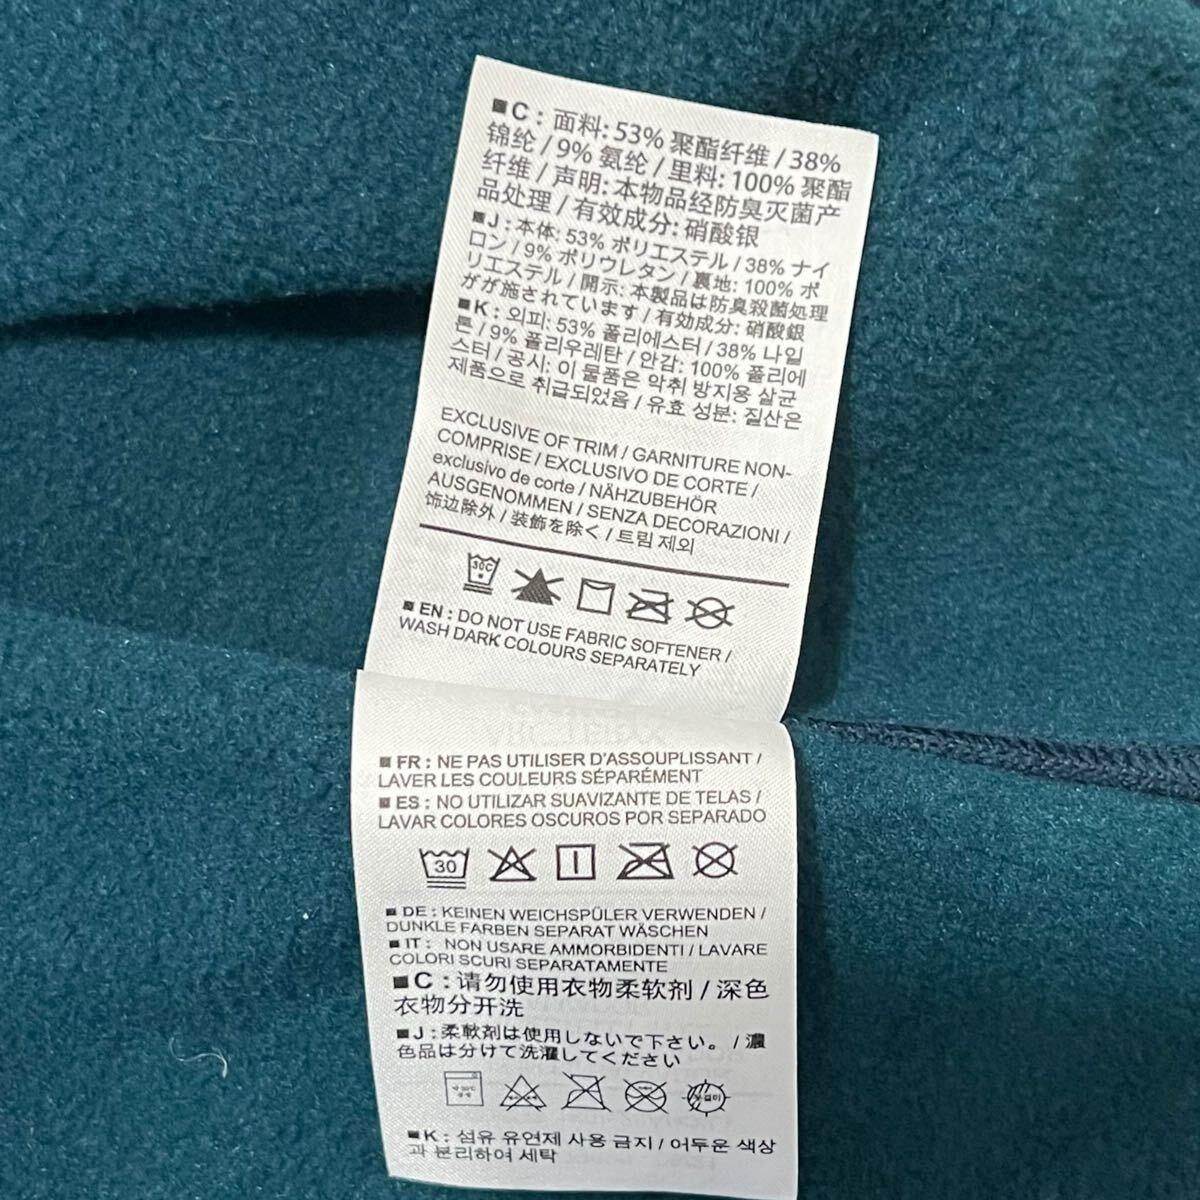 ■C : 面料: 53% 聚酯纤维 / 38%
锦纶 / 9% 氨纶 / 里料: 100% 聚酯
纤维 / 声明: 本物品经防臭灭菌产
品处理 / 有效成分: 硝酸银
■J : 本体: 53% ポリエステル / 38% ナイ
ロン / 9% ポリウレタン / 裏地: 100% ポ
リエステル / 開示: 本製品は防臭殺菌処理
がが施されています / 有効成分: 硝酸銀
■K : 외피: 53% 폴리에스터 / 38% 나일
론 / 9% 폴리우레탄 / 안감: 100% 폴리에
스터 / 공시: 이 물품은 악취 방지용 살균
제품으로 취급되었음 / 유효 성분: 질산은
EXCLUSIVE OF TRIM / GARNITURE NON-
COMPRISE / EXCLUSIVO DE CORTE /
exclusivo de corte / NÄHZUBEHÖR
AUSGENOMMEN / SENZA DECORAZIONI /
饰边除外 / 装飾を除く / 트림 제외
30C
■ EN : DO NOT USE FABRIC SOFTENER /
WASH DARK COLOURS SEPARATELY
■ FR : NE PAS UTILISER D'ASSOUPLISSANT /
LAVER LES COULEURS SÉPARÉMENT
■ ES : NO UTILIZAR SUAVIZANTE DE TELAS /
LAVAR COLORES OSCUROS POR SEPARADO
30
■ DE : KEINEN WEICHSPÜLER VERWENDEN /
DUNKLE FARBEN SEPARAT WÄSCHEN
■ IT : NON USARE AMMORBIDENTI / LAVARE
COLORI SCURI SEPARATAMENTE
■C : 请勿使用衣物柔软剂 / 深色
衣物分开洗
■J : 柔軟剤は使用しないで下さい。 / 濃
色品は分けて洗濯してください
■K : 섬유 유연제 사용 금지 / 어두운 색상
과 분리하여 세탁